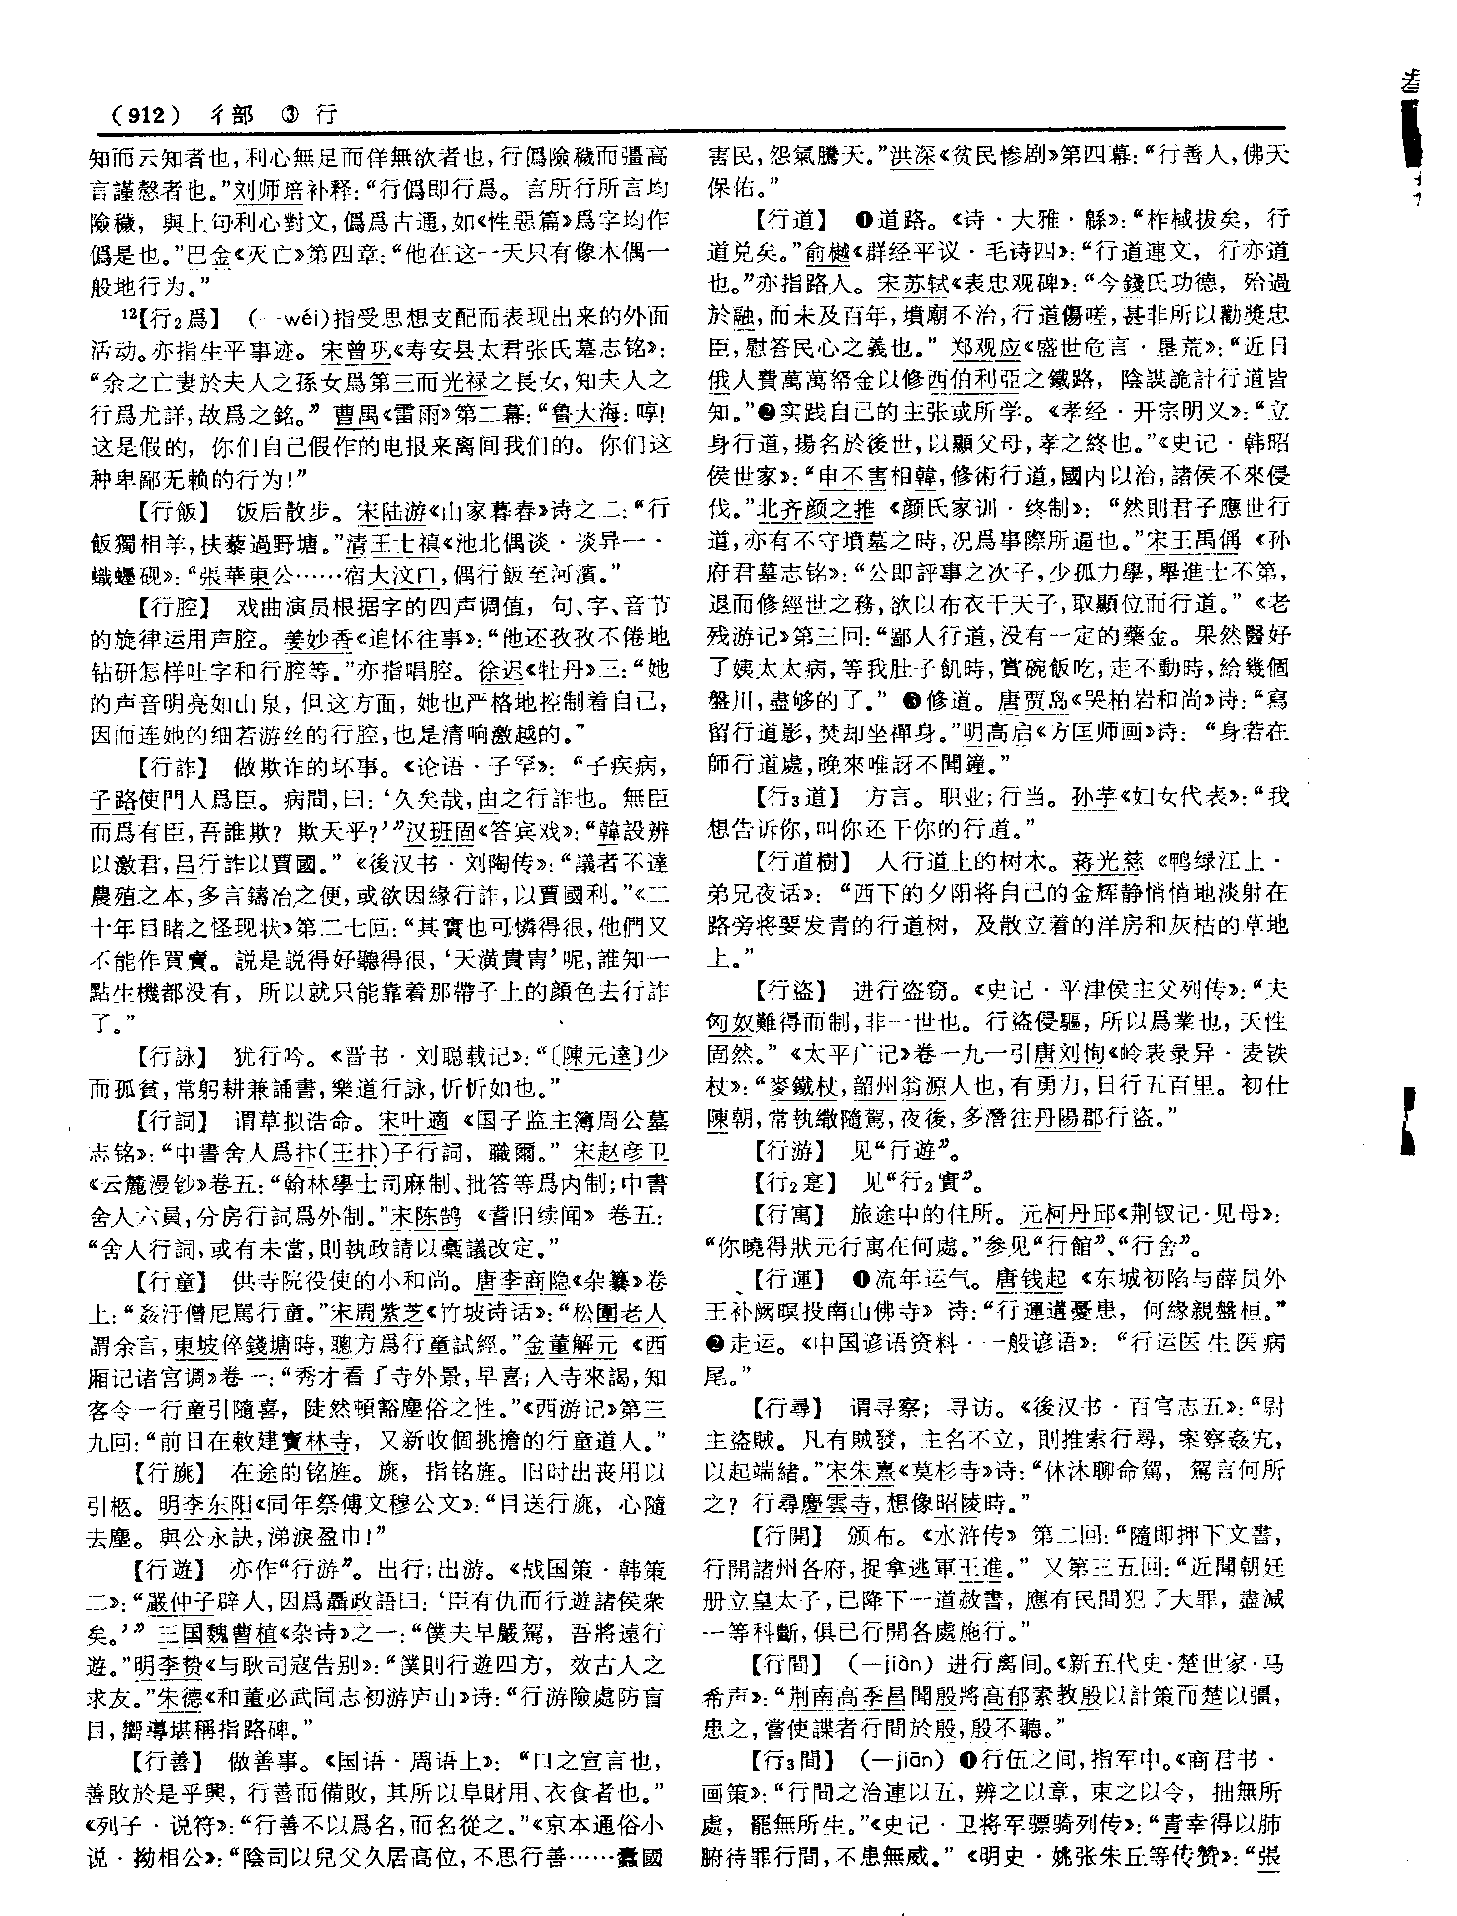 (912) 彳部 ③ 行
知而云知者也,利心無足而佯無欲者也,行僞險穢而彊高
言謹慤者也。”刘师培补释:“行僞即行爲。言所行所言均
險穢，與上句利心對文,僞爲古通,如《性惡篇》爲字均作
僞是也。”巴金《灭亡》第四章:“他在这一天只有像木偶一
般地行为。”
12【行₂爲】 (—wéi)指受思想支配而表现出来的外面
活动。亦指生平事迹。宋曾巩《寿安县太君张氏墓志铭》:
“余之亡妻於夫人之孫女爲第三而光禄之長女,知夫人之
行爲尤詳,故爲之銘。” 曹禺《雷雨》第二幕:“魯大海:哼!
这是假的，你们自己假作的电报来离间我们的。你们这
种卑鄙无赖的行为!”
【行飯】 饭后散步。宋陆游《山家暮春》诗之二:“行
飯獨相羊,扶藜過野塘。”清王士禛《池北偶谈·谈异一·
蟙䘃砚》:“張華東公……宿大汶口,偶行飯至河濱。”
【行腔】 戏曲演员根据字的四声调值，句、字、音节
的旋律运用声腔。姜妙香《追怀往事》:“他还孜孜不倦地
钻研怎样吐字和行腔等。”亦指唱腔。徐迟《牡丹》三:“她
的声音明亮如山泉，但这方面，她也严格地控制着自己，
因而连她的细若游丝的行腔,也是清响激越的。”
【行詐】 做欺诈的坏事。《论语·子罕》:“子疾病，
子路使門人爲臣。病間,曰:‘久矣哉,由之行詐也。無臣
而爲有臣,吾誰欺? 欺天乎?’”汉班固《答宾戏》:“韓設辨
以激君,吕行詐以賈國。” 《後汉书·刘陶传》:“議者不達
農殖之本,多言鑄冶之便,或欲因緣行詐,以賈國利。”《二
十年目睹之怪现状》第二七回:“其實也可憐得很,他們又
不能作買賣。説是説得好聽得很,‘天潢貴胄’呢,誰知一
點生機都没有，所以就只能靠着那帶子上的顔色去行詐
了。”
【行詠】 犹行吟。《晋书·刘聪载记》:“〔陳元達〕少
而孤貧,常躬耕兼誦書,樂道行詠,忻忻如也。”
【行詞】 谓草拟诰命。宋叶適《国子监主簿周公墓
志铭》:“中書舍人爲抃(王抃)子行詞，職爾。” 宋赵彦卫
《云麓漫钞》卷五:“翰林學士司麻制、批答等爲内制;中書
舍人六員,分房行詞爲外制。”宋陈鹄《耆旧续闻》卷五:
“舍人行詞,或有未當,則執政請以稾議改定。”
【行童】 供寺院役使的小和尚。唐李商隐《杂纂》卷
上:“姦汙僧尼罵行童。”宋周紫芝《竹坡诗话》:“松圍老人
謂余言,東坡倅錢塘時,聰方爲行童試經。”金董解元《西
厢记诸宫调》卷一:“秀才看了寺外景,早喜;入寺來謁,知
客令一行童引隨喜，陡然頓豁塵俗之性。”《西游记》第三
九回:“前日在敕建寶林寺，又新收個挑擔的行童道人。”
【行旐】 在途的铭旌。旐，指铭旌。旧时出丧用以
引柩。明李东阳《同年祭傅文穆公文》:“目送行旐，心隨
去塵。與公永訣,涕淚盈巾!”
【行遊】 亦作“行游”。出行;出游。《战国策·韩策
二》:“嚴仲子辟人,因爲聶政語曰:‘臣有仇而行遊諸侯衆
矣。’” 三国魏曹植《杂诗》之一:“僕夫早嚴駕，吾將遠行
遊。”明李贽《与耿司寇告别》:“僕則行遊四方，效古人之
求友。”朱德《和董必武同志初游庐山》诗:“行游險處防盲
目,嚮導堪稱指路碑。”
【行善】 做善事。《国语·周语上》:“口之宣言也，
善敗於是乎興，行善而備敗，其所以阜財用、衣食者也。”
《列子·说符》:“行善不以爲名,而名從之。”《京本通俗小
说·拗相公》:“陰司以兒父久居高位,不思行善……蠹國
害民,怨氣騰天。”洪深《贫民惨剧》第四幕:“行善人,佛天
保佑。”
【行道】 ❶道路。《诗·大雅·緜》:“柞棫拔矣，行
道兑矣。”俞樾《群经平议·毛诗四》:“行道連文，行亦道
也。”亦指路人。宋苏轼《表忠观碑》:“今錢氏功德，殆過
於融,而未及百年,墳廟不治,行道傷嗟,甚非所以勸奬忠
臣,慰答民心之義也。” 郑观应《盛世危言·垦荒》:“近日
俄人費萬萬帑金以修西伯利亞之鐵路，陰謀詭計行道皆
知。”❷实践自己的主张或所学。《孝经·开宗明义》:“立
身行道,揚名於後世,以顯父母,孝之終也。”《史记·韩昭
侯世家》:“申不害相韓,修術行道,國内以治,諸侯不來侵
伐。”北齐颜之推《颜氏家训·终制》:“然則君子應世行
道,亦有不守墳墓之時,況爲事際所逼也。”宋王禹偁《孙
府君墓志铭》:“公即評事之次子,少孤力學,舉進士不第，
退而修經世之務,欲以布衣干天子,取顯位而行道。”《老
残游记》第三回:“鄙人行道,没有一定的藥金。果然醫好
了姨太太病,等我肚子飢時,賞碗飯吃,走不動時,給幾個
盤川,盡够的了。” ❸修道。唐贾岛《哭柏岩和尚》诗:“寫
留行道影,焚却坐禪身。”明高启《方匡师画》诗:“身若在
師行道處,晚來唯訝不聞鐘。”
【行₃道】 方言。职业;行当。孙芋《妇女代表》:“我
想告诉你,叫你还干你的行道。”
【行道樹】 人行道上的树木。蒋光慈《鸭绿江上·
弟兄夜话》:“西下的夕阳将自己的金辉静悄悄地淡射在
路旁将要发青的行道树，及散立着的洋房和灰枯的草地
上。”
【行盗】 进行盗窃。《史记·平津侯主父列传》:“夫
匈奴難得而制,非一世也。行盗侵驅,所以爲業也,天性
固然。” 《太平广记》卷一九一引唐刘恂《岭表录异·麦铁
杖》:“麥鐵杖,韶州翁源人也,有勇力,日行五百里。初仕
陳朝,常執繖隨駕,夜後,多潛往丹陽郡行盗。”
【行游】 见“行遊”。
【行₂寔】 见“行₂實”。
【行寓】 旅途中的住所。元柯丹邱《荆钗记·见母》:
“你曉得狀元行寓在何處。”参见“行館”、“行舍”。
【行運】 ❶流年运气。唐钱起《东城初陷与薛员外
王补阙暝投南山佛寺》诗:“行運遘憂患，何緣親盤桓。”
❷走运。《中国谚语资料·一般谚语》:“行运医生医病
尾。”
【行尋】 谓寻察；寻访。《後汉书·百官志五》:“尉
主盗賊。凡有賊發，主名不立，則推索行尋，案察姦宄，
以起端緒。”宋朱熹《莫杉寺》诗:“休沐聊命駕，駕言何所
之? 行尋慶雲寺,想像昭陵時。”
【行開】 颁布。《水浒传》第二回:“隨即押下文書，
行開諸州各府,捉拿逃軍王進。” 又第三五回:“近聞朝廷
册立皇太子,已降下一道赦書，應有民間犯了大罪，盡減
一等科斷,俱已行開各處施行。”
【行間】 (—jiàn) 进行离间。《新五代史·楚世家·马
希声》:“荆南高季昌聞殷將高郁素教殷以計策而楚以彊，
患之,嘗使諜者行間於殷,殷不聽。”
【行₃間】 (—jiān) ❶行伍之间,指军中。《商君书·
画策》:“行間之治連以五，辨之以章，束之以令，拙無所
處，罷無所生。”《史记·卫将军骠骑列传》:“青幸得以肺
腑待罪行間,不患無威。” 《明史·姚张朱丘等传赞》:“張